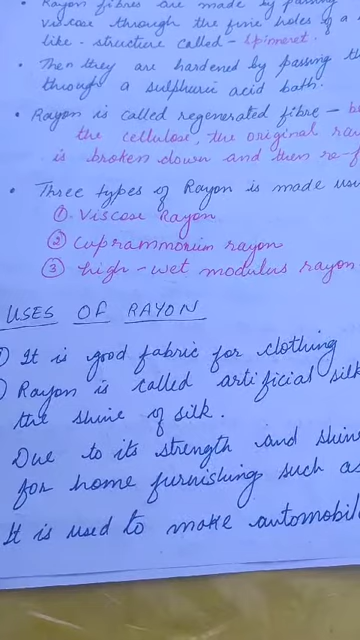 • Rayon fibres are made by passing
viscose through the fine holes of a
like - structure called - Spinneret.
• Then they are hardened by passing
through a sulphuric acid bath.
• Rayon is called regenerated fibre -
the cellulose, the original
is broken down and then
• Three types of Rayon is made
① Viscose Rayon
② Cuprammonium rayon
③ high - wet modulus rayon
USES OF RAYON
It is good fabric for clothing
Rayon is called artificial silk
the shine of silk.
Due to its strength and shine
for home furnishing such as
It is used to make